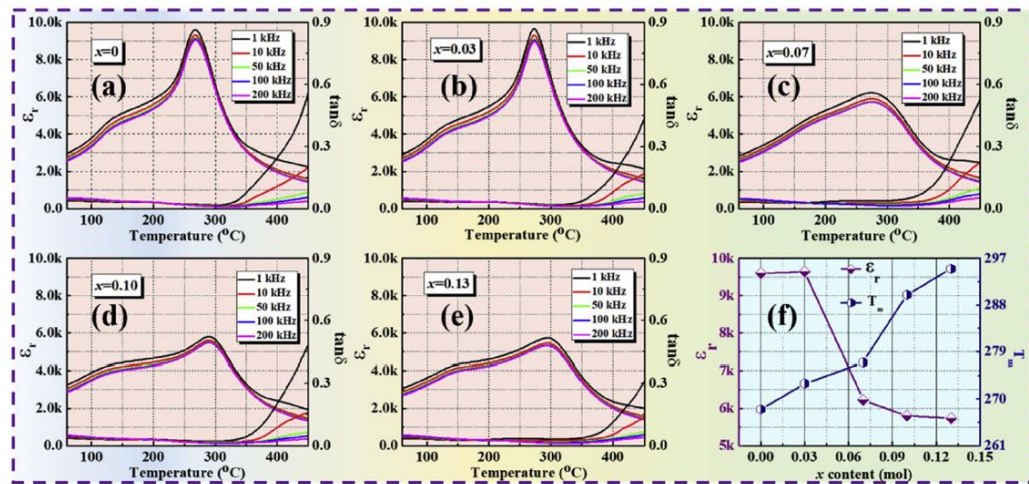 x=0
(a)
1 kHz
10 kHz
50 kHz
100 kHz
200 kHz
10.0k
8.0k
6.0k
4.0k
2.0k
0.0
εr
0.9
0.6
0.3
0.0
tanδ
100 200 300 400
Temperature (°C)
x=0.03
(b)
1 kHz
10 kHz
50 kHz
100 kHz
200 kHz
10.0k
8.0k
6.0k
4.0k
2.0k
0.0
εr
0.9
0.6
0.3
0.0
tanδ
100 200 300 400
Temperature (°C)
x=0.07
(c)
1 kHz
10 kHz
50 kHz
100 kHz
200 kHz
10.0k
8.0k
6.0k
4.0k
2.0k
0.0
εr
0.9
0.6
0.3
0.0
tanδ
100 200 300 400
Temperature (°C)
x=0.10
(d)
1 kHz
10 kHz
50 kHz
100 kHz
200 kHz
10.0k
8.0k
6.0k
4.0k
2.0k
0.0
εr
0.9
0.6
0.3
0.0
tanδ
100 200 300 400
Temperature (°C)
x=0.13
(e)
1 kHz
10 kHz
50 kHz
100 kHz
200 kHz
10.0k
8.0k
6.0k
4.0k
2.0k
0.0
εr
0.9
0.6
0.3
0.0
tanδ
100 200 300 400
Temperature (°C)
εr
Tm
(f)
10k
9k
8k
7k
6k
5k
εr
297
288
279
270
261
Tm
0.00 0.03 0.06 0.09 0.12 0.15
x content (mol)